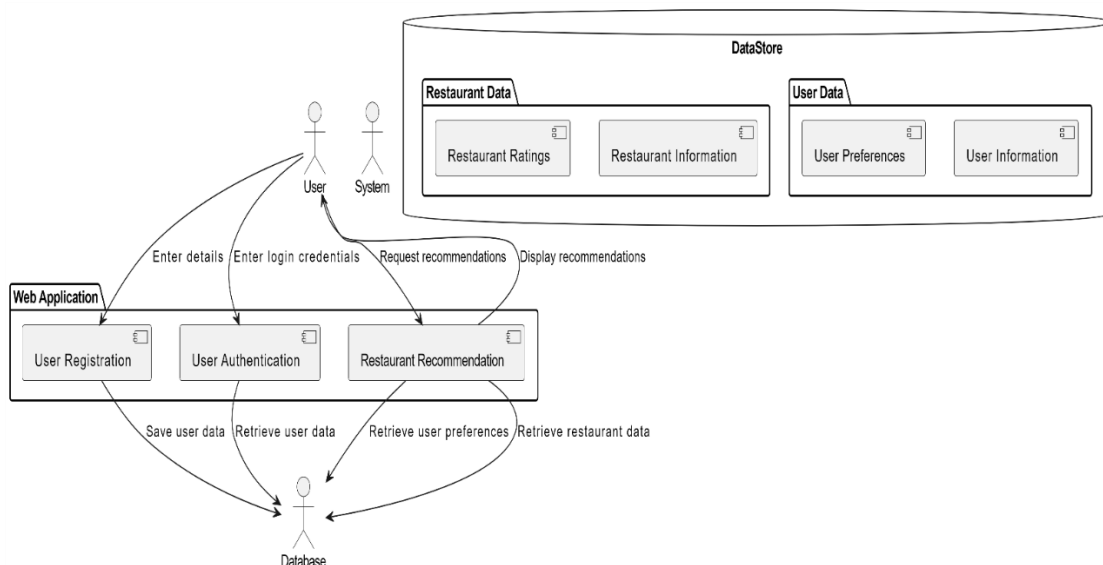 DataStore
Restaurant Data
User Data
Restaurant Ratings
Restaurant Information
User Preferences
User Information
User
System
Enter details
Enter login credentials
Request recommendations
Display recommendations
Web Application
User Registration
User Authentication
Restaurant Recommendation
Save user data
Retrieve user data
Retrieve user preferences
Retrieve restaurant data
Database